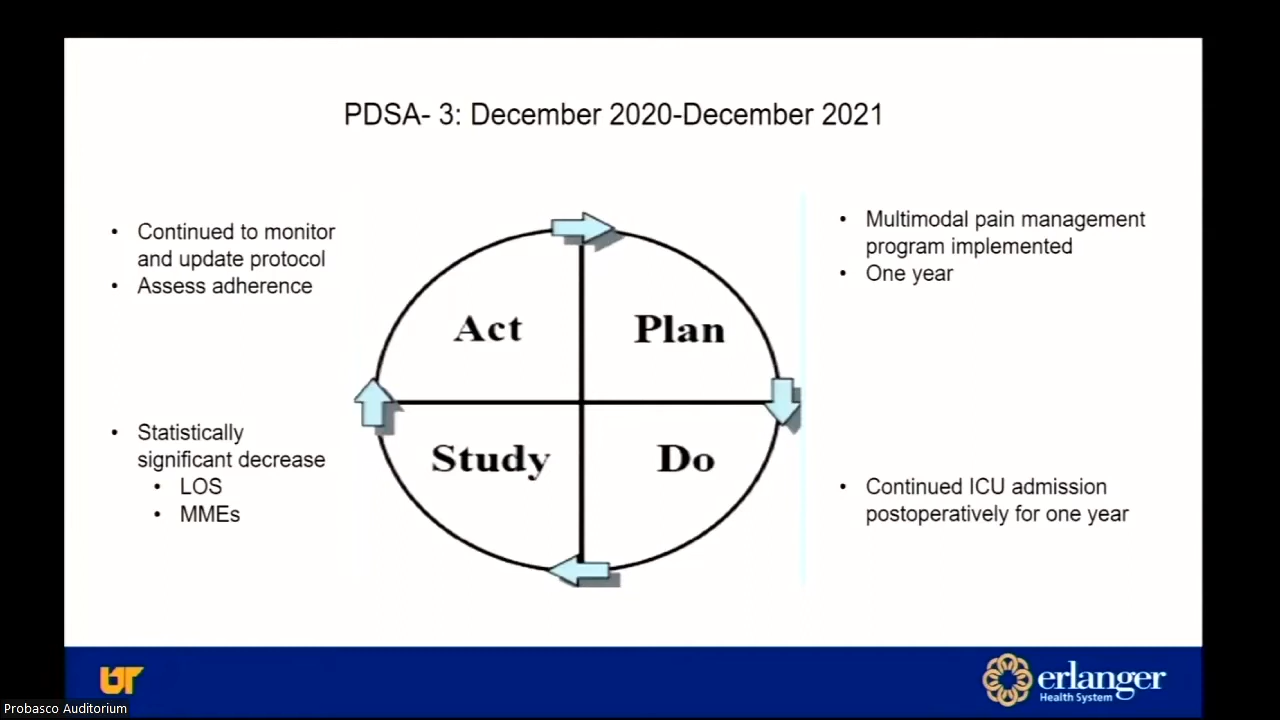 PDSA- 3: December 2020-December 2021
• Continued to monitor
and update protocol
• Assess adherence
• Multimodal pain management
program implemented
• One year
Act
Plan
Study
Do
• Statistically
significant decrease
• LOS
• MMEs
• Continued ICU admission
postoperatively for one year
UT
erlanger
Health System
Probasco Auditorium